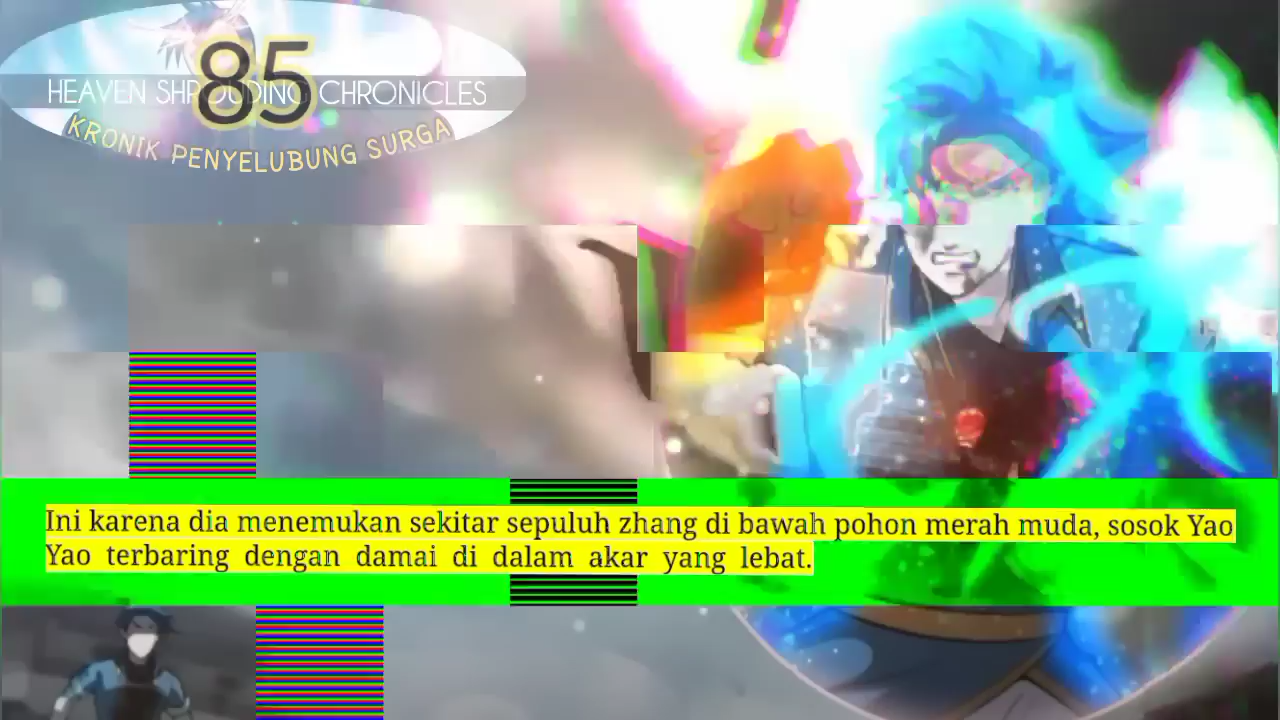 85
HEAVEN SHROUDING CHRONICLES
KRONIK PENYELUBUNG SURGA
Ini karena dia menemukan sekitar sepuluh zhang di bawah pohon merah muda, sosok Yao
Yao terbaring dengan damai di dalam akar yang lebat.